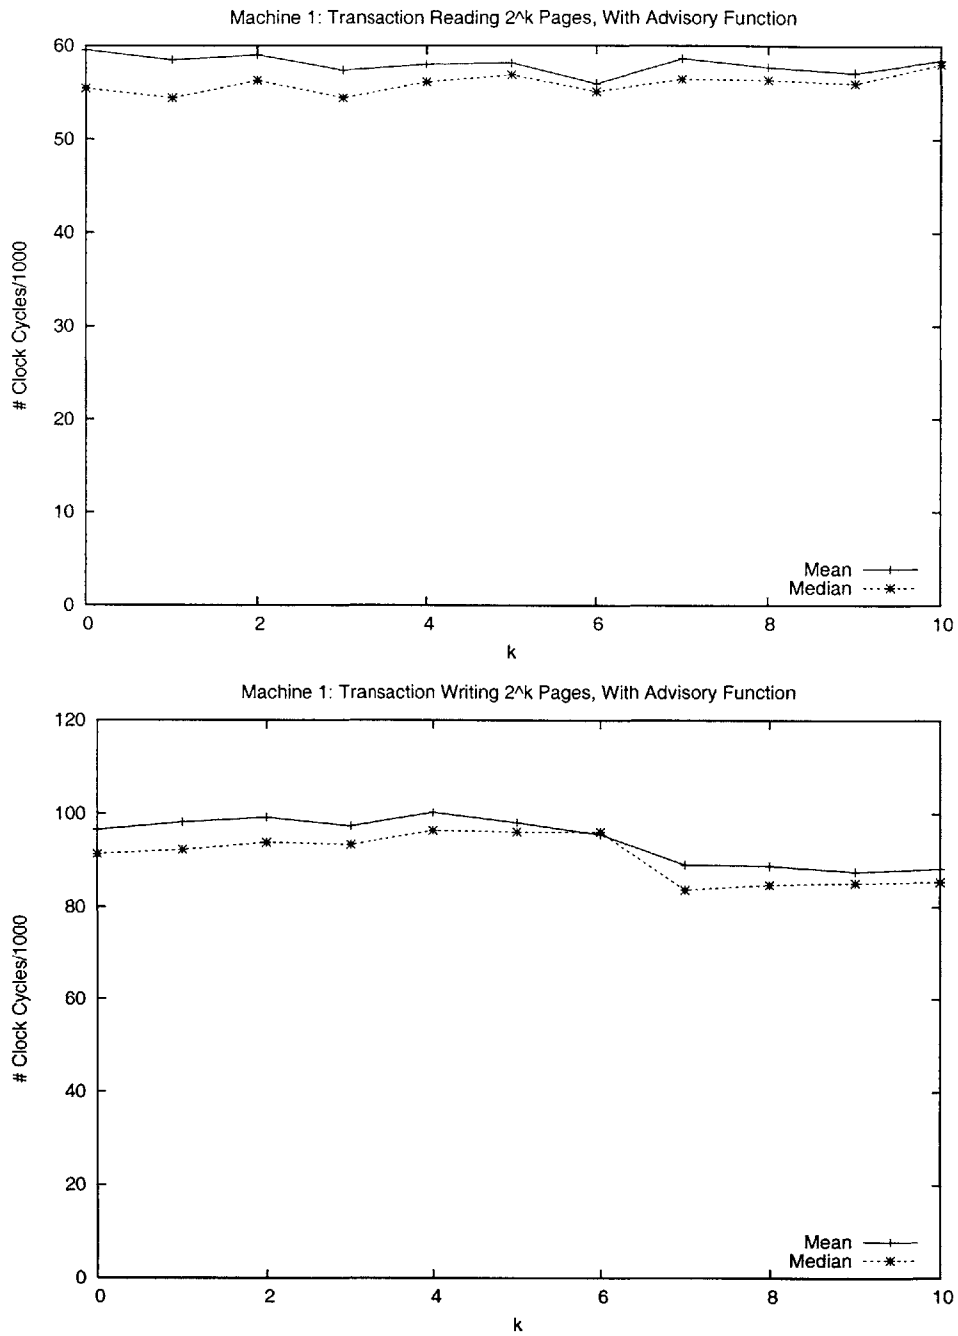 Machine 1: Transaction Reading 2^k Pages, With Advisory Function
60
50
40
30
20
10
0
# Clock Cycles/1000
Mean
Median
0 2 4 6 8 10
k
Machine 1: Transaction Writing 2^k Pages, With Advisory Function
120
100
80
60
40
20
0
# Clock Cycles/1000
Mean
Median
0 2 4 6 8 10
k